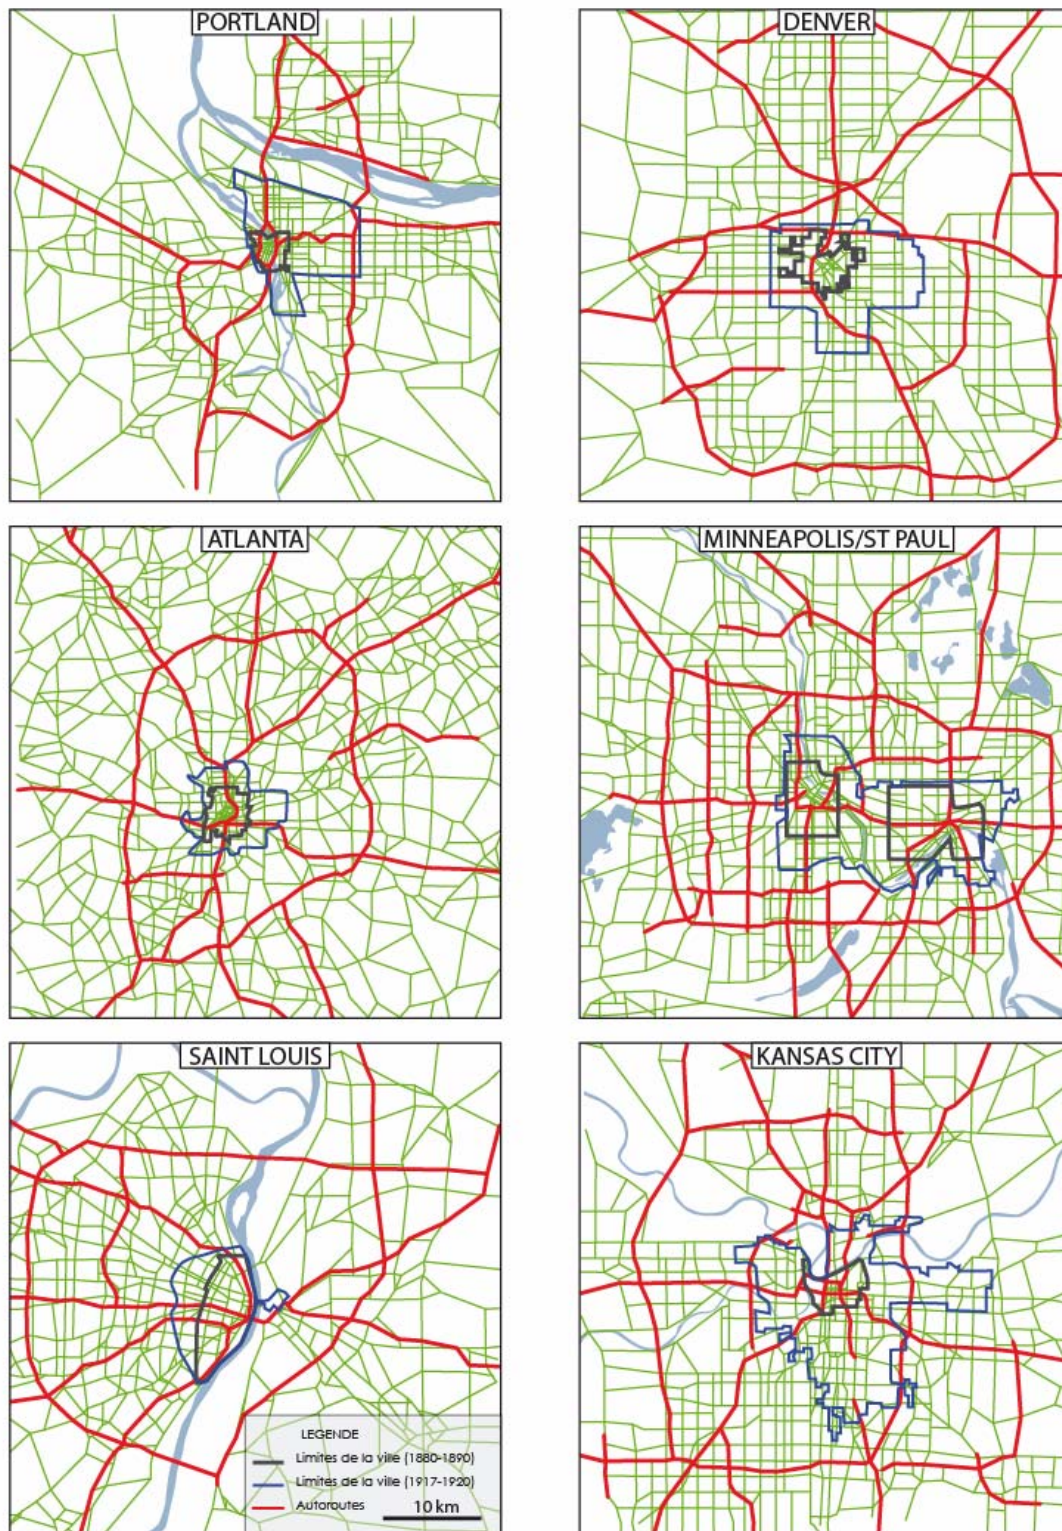 PORTLAND
DENVER
ATLANTA
MINNEAPOLIS/ST PAUL
SAINT LOUIS
KANSAS CITY
LEGENDE
Limites de la ville (1880-1890)
Limites de la ville (1917-1920)
Autoroutes
10 km